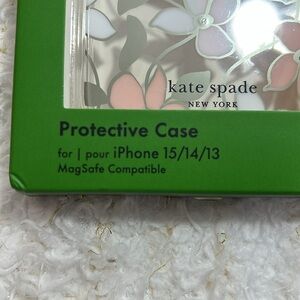 kate spade
NEW YORK
Protective Case
for | pour iPhone 15/14/13
MagSafe Compatible